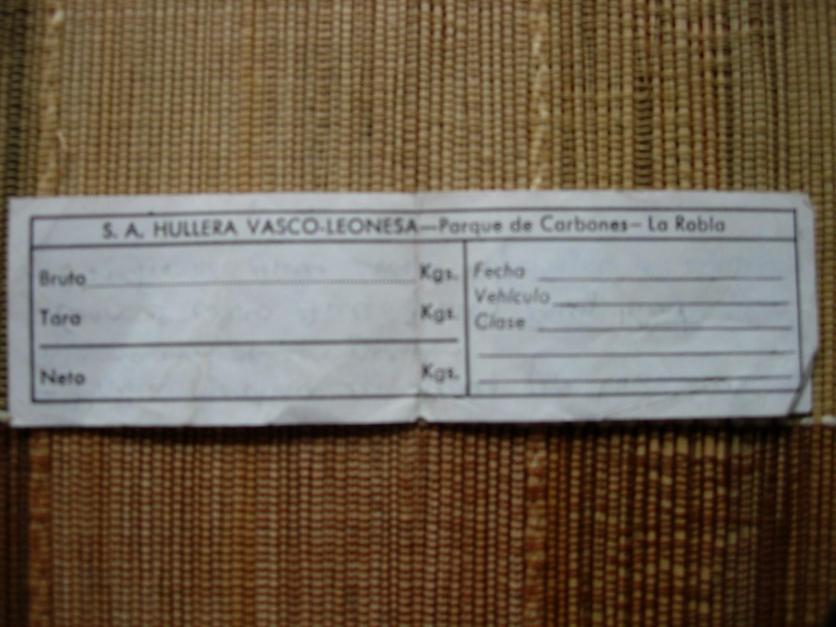 S. A. HULLERA VASCO-LEONESA—Parque de Carbones—La Robla
Bruto Kgs.
Tara Kgs.
Neto Kgs.
Fecha
Vehículo
Clase